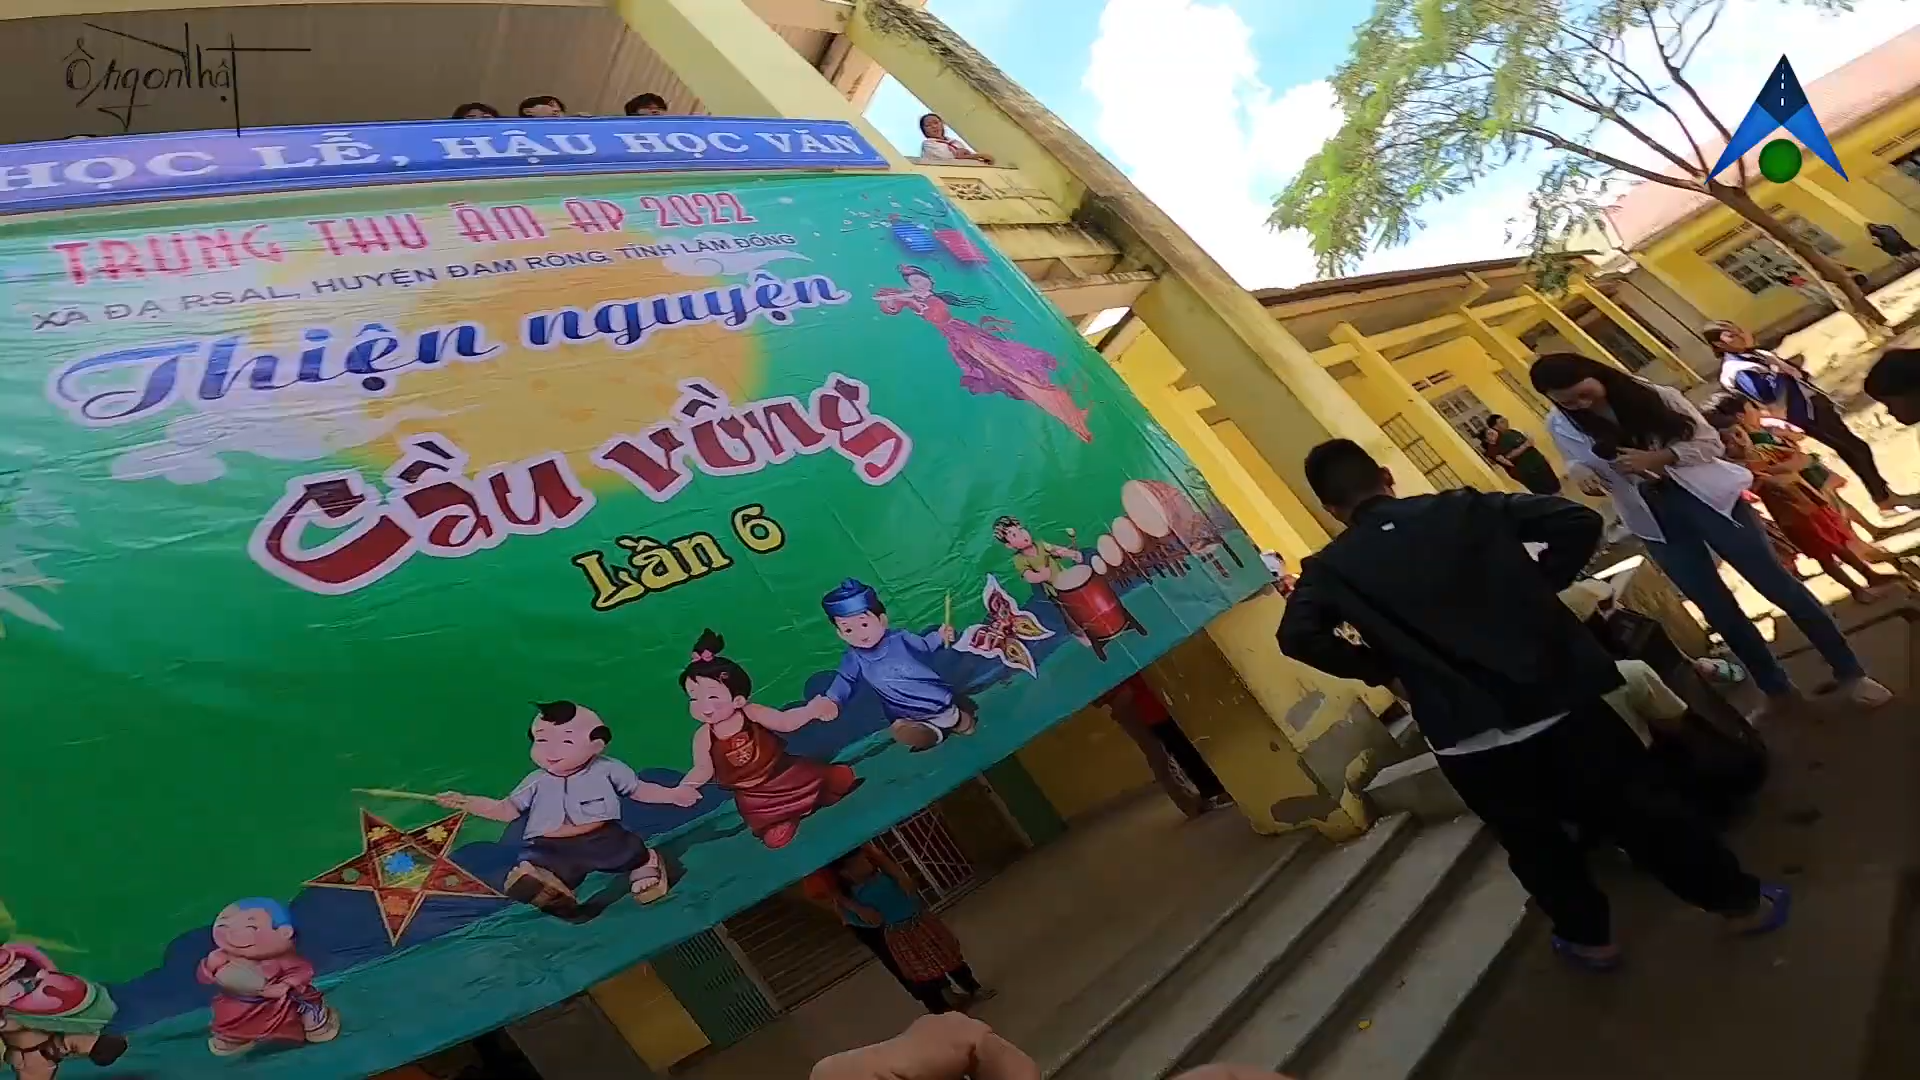 ÔngonThật
HỌC LỄ, HẬU HỌC VĂN
TRUNG THU ẤM ÁP 2022
XÃ ĐẠ RSAL, HUYỆN ĐAM RÔNG, TỈNH LÂM ĐỒNG
Thiện nguyện
Cầu vồng
Lần 6